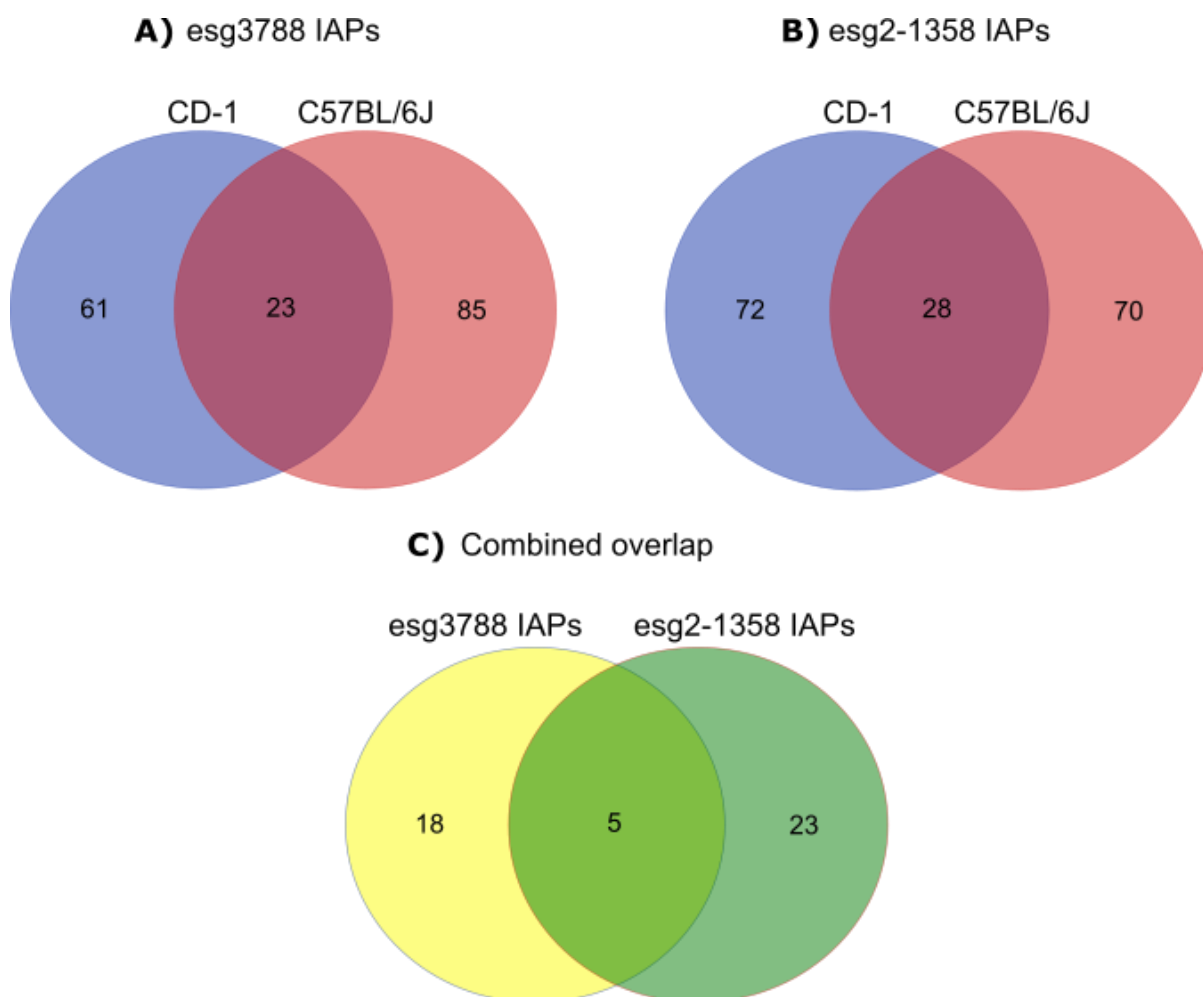 A) esg3788 IAPs
B) esg2-1358 IAPs
CD-1 C57BL/6J
CD-1 C57BL/6J
61 23 85
72 28 70
C) Combined overlap
esg3788 IAPs esg2-1358 IAPs
18 5 23